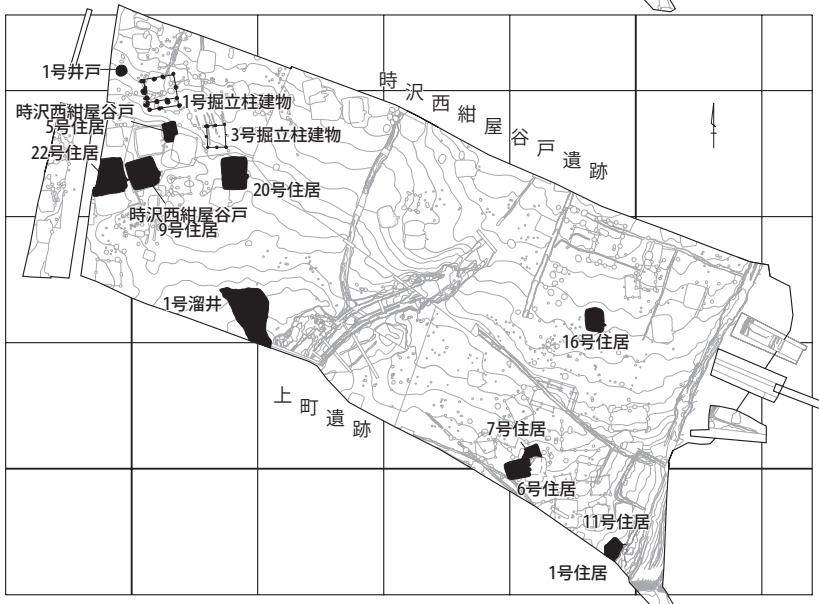 時沢西紺屋谷戸遺跡
1号井戸
1号掘立柱建物
時沢西紺屋谷戸
5号住居
3号掘立柱建物
22号住居
20号住居
時沢西紺屋谷戸
9号住居
1号溜井
16号住居
上町遺跡
7号住居
6号住居
11号住居
1号住居